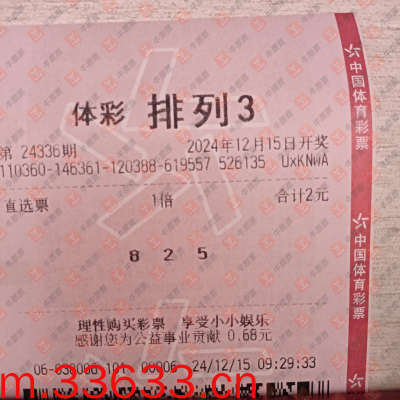 体彩 排列3
第 24336期 2024年12月15日开奖
110360-146361-120388-619557 526135 UxKNWA
直选票 1倍 合计2元
8 2 5
理性购买彩票 享受小小娱乐
感谢您为公益事业贡献 0.68元
24/12/15 09:29:33
m.33633.cn
中国体育彩票
中国体育彩票